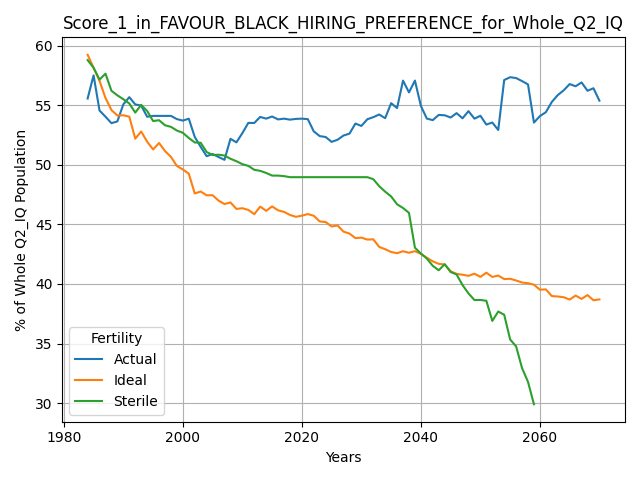 Score_1_in_FAVOUR_BLACK_HIRING_PREFERENCE_for_Whole_Q2_IQ
% of Whole Q2_IQ Population
60
55
50
45
40
35
30
Fertility
Actual
Ideal
Sterile
1980 2000 2020 2040 2060
Years